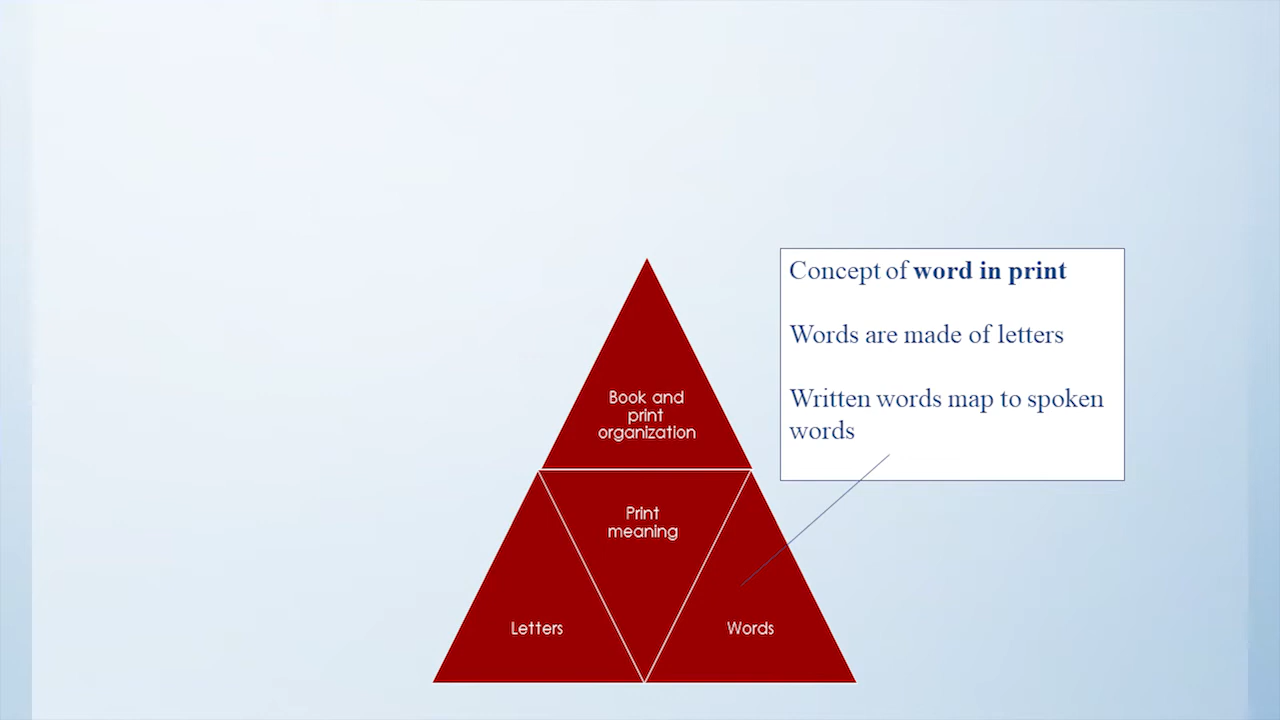 Concept of word in print
Words are made of letters
Written words map to spoken
words
Book and
print
organization
Print
meaning
Letters
Words